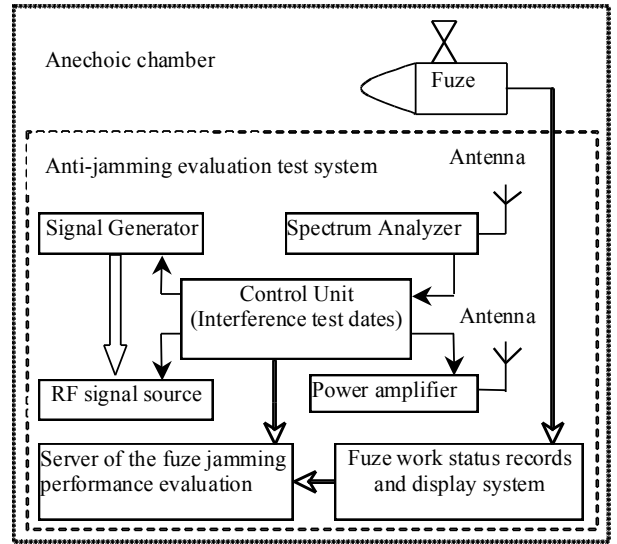 Anechoic chamber
Fuze
Anti-jamming evaluation test system
Antenna
Signal Generator
Spectrum Analyzer
Control Unit
(Interference test dates)
Antenna
RF signal source
Power amplifier
Server of the fuze jamming
performance evaluation
Fuze work status records
and display system